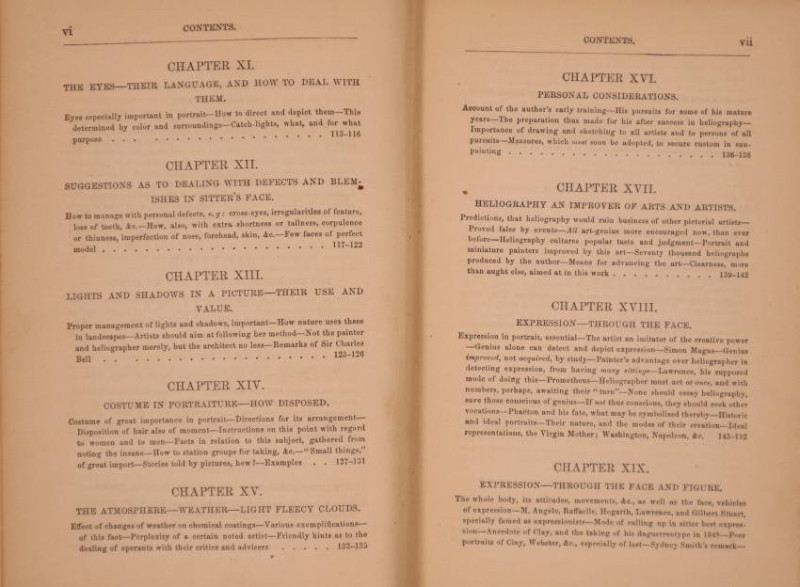 vi
CONTENTS.
CHAPTER XI.
THE EYES—THEIR LANGUAGE, AND HOW TO DEAL WITH
THEM.
Eyes especially important in portrait—How to direct and depict them—This
determined by color and surroundings—Catch-lights, what, and for what
purpose . . . . . . . . . . . . . . . . . . . 113-116
CHAPTER XII.
SUGGESTIONS AS TO DEALING WITH DEFECTS AND BLEM-
ISHES IN SITTER'S FACE.
How to manage with personal defects, e. g.: cross-eyes, irregularities of feature,
loss of teeth, &c.—How, also, with extra shortness or tallness, corpulence
or thinness, imperfection of nose, forehead, skin, &c.—Few faces of perfect
model . . . . . . . . . . . . . . . . . . . . 117-122
CHAPTER XIII.
LIGHTS AND SHADOWS IN A PICTURE—THEIR USE AND
VALUE.
Proper management of lights and shadows, important—How nature uses these
in landscapes—Artists should aim at following her method—Not the painter
and heliographer merely, but the architect no less—Remarks of Sir Charles
Bell . . . . . . . . . . . . . . . . . . . . 123-126
CHAPTER XIV.
COSTUME IN PORTRAITURE—HOW DISPOSED.
Costume of great importance in portrait—Directions for its arrangement—
Disposition of hair also of moment—Instructions on this point with regard
to women and to men—Facts in relation to this subject, gathered from
noting the insane—How to station groups for taking, &c.—"Small things,"
of great import—Stories told by pictures, how?—Examples . . 127-131
CHAPTER XV.
THE ATMOSPHERE—WEATHER—LIGHT FLEECY CLOUDS.
Effect of changes of weather on chemical coatings—Various exemplifications—
of this fact—Perplexity of a certain noted artist—Friendly hints as to the
dealing of operants with their critics and advisers . . . . . 132-135
CONTENTS.
vii
CHAPTER XVI.
PERSONAL CONSIDERATIONS.
Account of the author's early training—His pursuits for some of his mature
years—The preparation thus made for his after success in heliography—
Importance of drawing and sketching to all artists and to persons of all
pursuits—Measures, which must soon be adopted, to secure custom in sun-
painting . . . . . . . . . . . . . . . . . . . 136-138
CHAPTER XVII.
HELIOGRAPHY AN IMPROVER OF ARTS AND ARTISTS.
Predictions, that heliography would ruin business of other pictorial artists—
Proved false by events—All art-genius more encouraged now, than ever
before—Heliography cultures popular taste and judgment—Portrait and
miniature painters improved by this art—Seventy thousand heliographs
produced by the author—Means for advancing the art—Clearness, more
than aught else, aimed at in this work . . . . . . . . . . 139-142
CHAPTER XVIII.
EXPRESSION—THROUGH THE FACE.
Expression in portrait, essential—The artist an imitator of the creative power
—Genius alone can detect and depict expression—Simon Magus—Genius
improved, not acquired, by study—Painter's advantage over heliographer in
detecting expression, from having many sittings—Lawrence, his supposed
mode of doing this—Prometheus—Heliographer must act at once, and with
numbers, perhaps, awaiting their "turn"—None should essay heliography,
save those conscious of genius—If not thus conscious, they should seek other
vocations—Phaëton and his fate, what may be symbolized thereby—Historic
and ideal portraits—Their nature, and the modes of their creation—Ideal
representations, the Virgin Mother; Washington, Napoleon, &c. 143-152
CHAPTER XIX.
EXPRESSION—THROUGH THE FACE AND FIGURE.
The whole body, its attitudes, movements, &c., as well as the face, vehicles
of expression—M. Angelo, Raffaelle, Hogarth, Lawrence, and Gilbert Stuart,
specially famed as expressionists—Mode of calling up in sitter best expres-
sion—Anecdote of Clay, and the taking of his daguerreotype in 1849—Poor
portraits of Clay, Webster, &c., especially of last—Sydney Smith's remark—